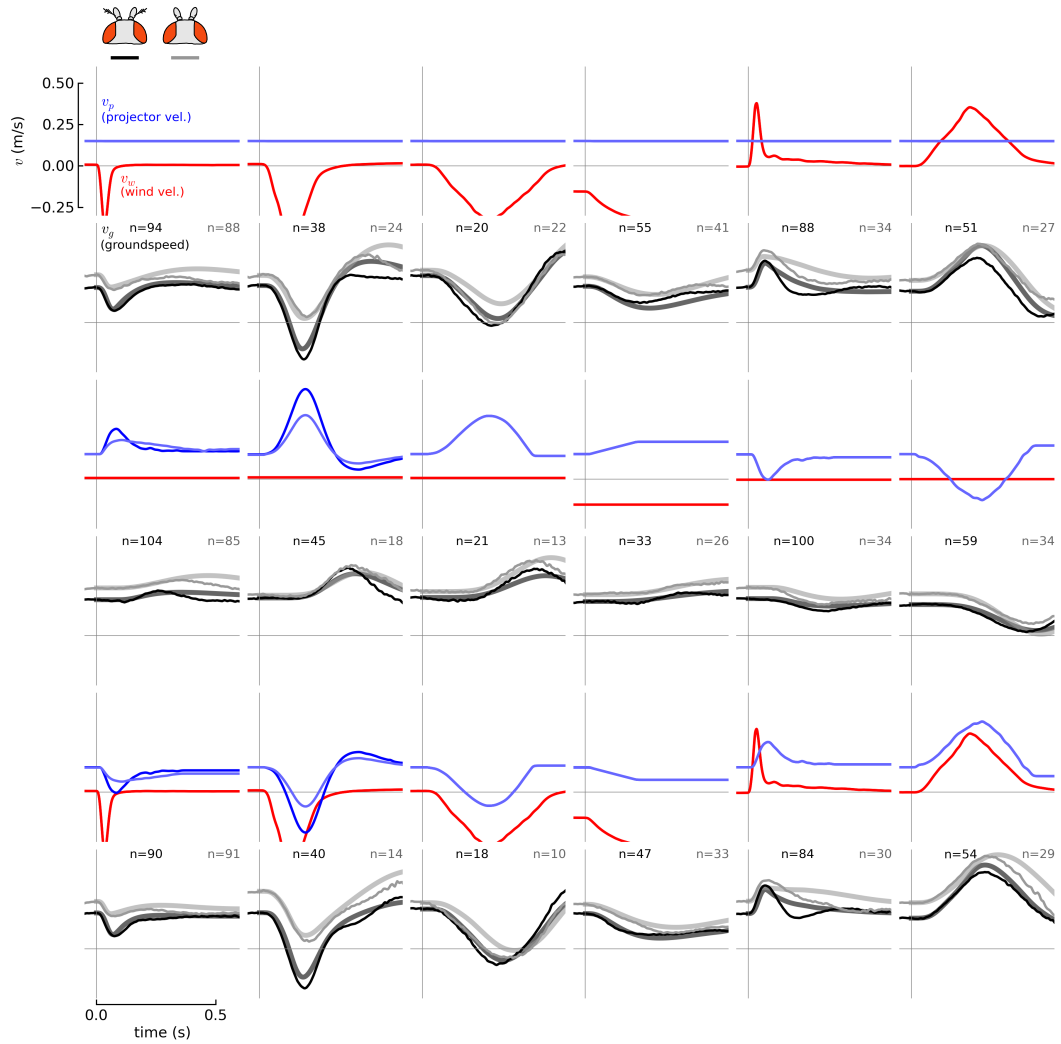 0.50
0.25
0.00
−0.25
v (m/s)
v_p
(projector vel.)
v_w
(wind vel.)
v_g
(groundspeed)
n=94 n=88 n=38 n=24 n=20 n=22 n=55 n=41 n=88 n=34 n=51 n=27
n=104 n=85 n=45 n=18 n=21 n=13 n=33 n=26 n=100 n=34 n=59 n=34
n=90 n=91 n=40 n=14 n=18 n=10 n=47 n=33 n=84 n=30 n=54 n=29
0.0 0.5
time (s)